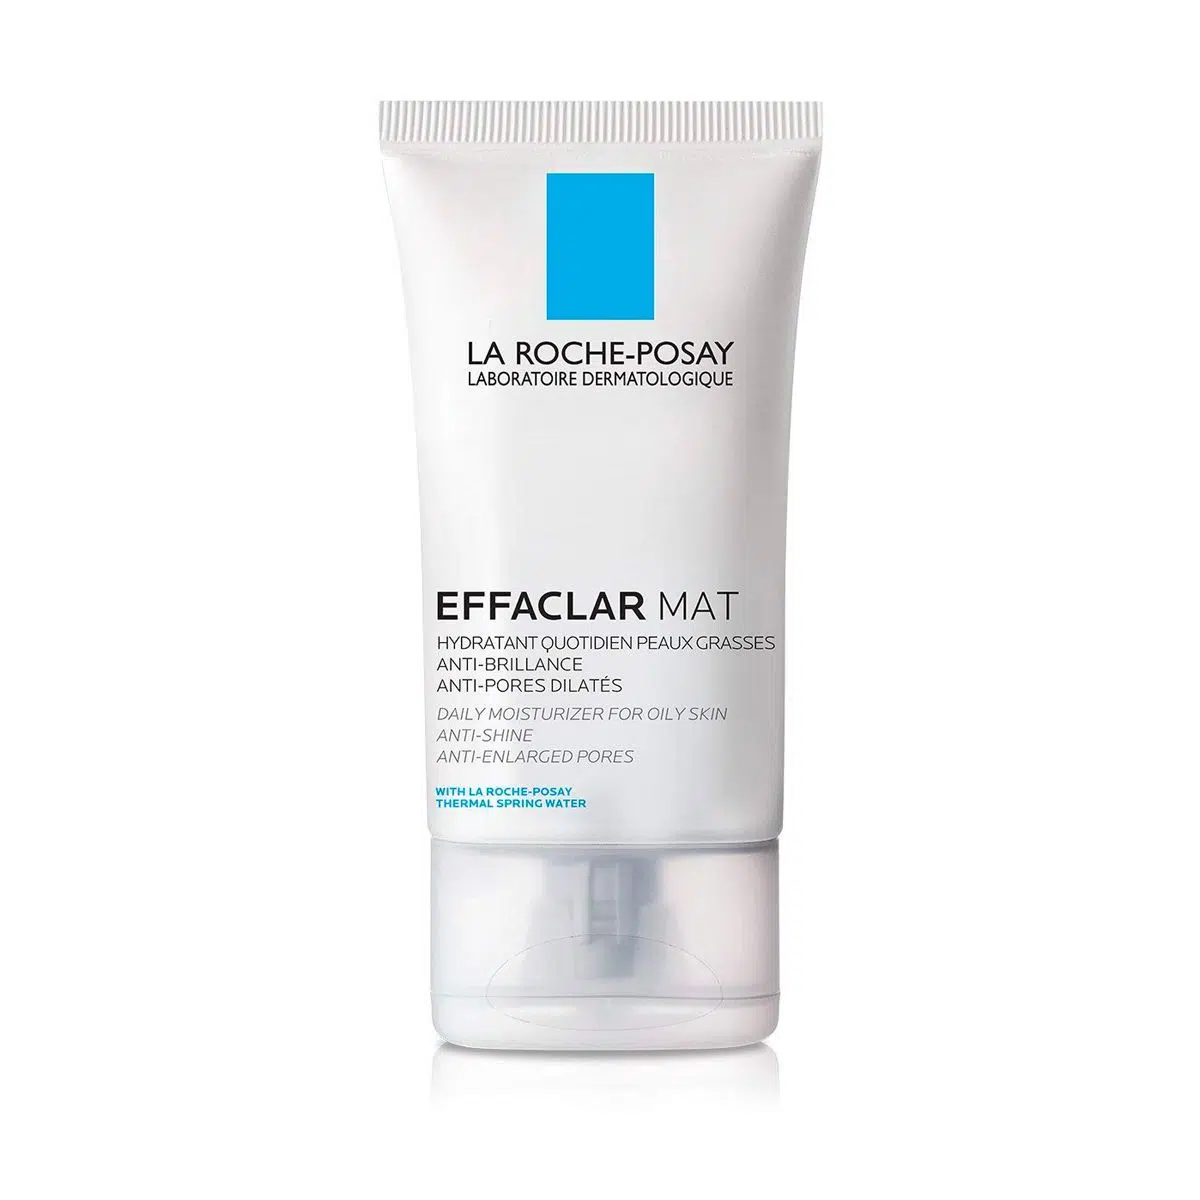 LA ROCHE-POSAY
LABORATOIRE DERMATOLOGIQUE
EFFACLAR MAT
HYDRATANT QUOTIDIEN PEAUX GRASSES
ANTI-BRILLANCE
ANTI-PORES DILATÉS
DAILY MOISTURIZER FOR OILY SKIN
ANTI-SHINE
ANTI-ENLARGED PORES
WITH LA ROCHE-POSAY
THERMAL SPRING WATER